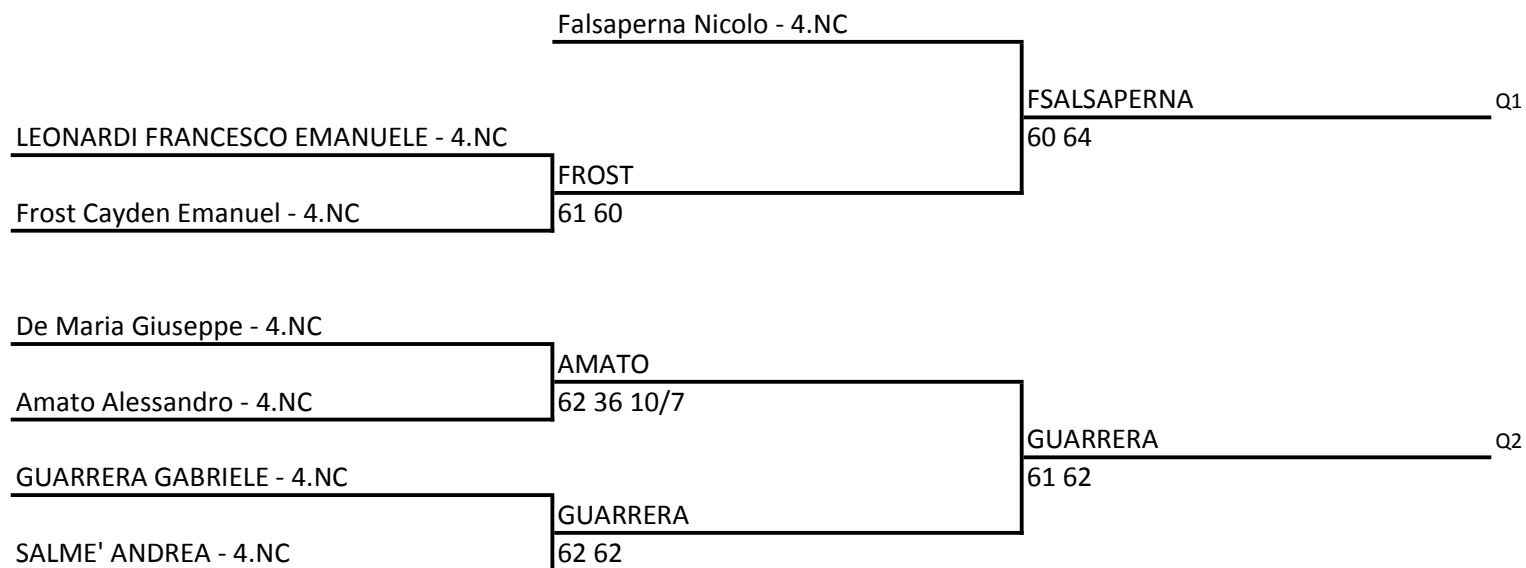 Falsaperna Nicolo - 4.NC
FSALSAPERNA
Q1
LEONARDI FRANCESCO EMANUELE - 4.NC
60 64
FROST
Frost Cayden Emanuel - 4.NC
61 60
De Maria Giuseppe - 4.NC
AMATO
Amato Alessandro - 4.NC
62 36 10/7
GUARRERA
Q2
GUARRERA GABRIELE - 4.NC
61 62
GUARRERA
SALME' ANDREA - 4.NC
62 62